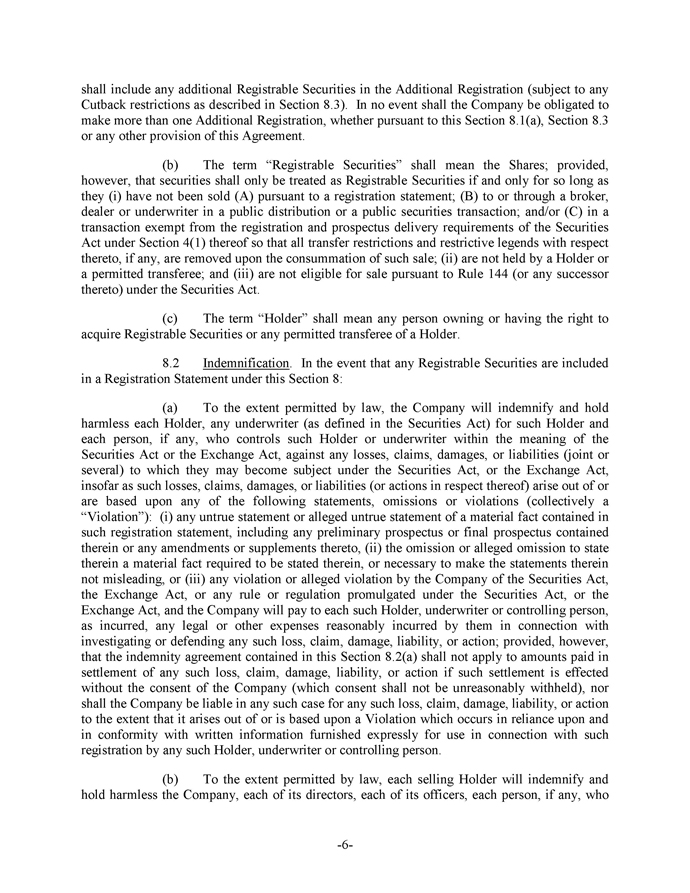 shall include any additional Registrable Securities in the Additional Registration (subject to any
Cutback restrictions as described in Section 8.3).  In no event shall the Company be obligated to
make more than one Additional Registration, whether pursuant to this Section 8.1(a), Section 8.3
or any other provision of this Agreement.
(b) The term “Registrable Securities” shall mean the Shares; provided,
however, that securities shall only be treated as Registrable Securities if and only for so long as
they (i) have not been sold (A) pursuant to a registration statement; (B) to or through a broker,
dealer or underwriter in a public distribution or a public securities transaction; and/or (C) in a
transaction exempt from the registration and prospectus delivery requirements of the Securities
Act under Section 4(1) thereof so that all transfer restrictions and restrictive legends with respect
thereto, if any, are removed upon the consummation of such sale; (ii) are not held by a Holder or
a permitted transferee; and (iii) are not eligible for sale pursuant to Rule 144 (or any successor
thereto) under the Securities Act.
(c) The term “Holder” shall mean any person owning or having the right to
acquire Registrable Securities or any permitted transferee of a Holder.
8.2 Indemnification.  In the event that any Registrable Securities are included
in a Registration Statement under this Section 8:
(a) To the extent permitted by law, the Company will indemnify and hold
harmless each Holder, any underwriter (as defined in the Securities Act) for such Holder and
each person, if any, who controls such Holder or underwriter within the meaning of the
Securities Act or the Exchange Act, against any losses, claims, damages, or liabilities (joint or
several) to which they may become subject under the Securities Act, or the Exchange Act,
insofar as such losses, claims, damages, or liabilities (or actions in respect thereof) arise out of or
are based upon any of the following statements, omissions or violations (collectively a
“Violation”):  (i) any untrue statement or alleged untrue statement of a material fact contained in
such registration statement, including any preliminary prospectus or final prospectus contained
therein or any amendments or supplements thereto, (ii) the omission or alleged omission to state
therein a material fact required to be stated therein, or necessary to make the statements therein
not misleading, or (iii) any violation or alleged violation by the Company of the Securities Act,
the Exchange Act, or any rule or regulation promulgated under the Securities Act, or the
Exchange Act, and the Company will pay to each such Holder, underwriter or controlling person,
as incurred, any legal or other expenses reasonably incurred by them in connection with
investigating or defending any such loss, claim, damage, liability, or action; provided, however,
that the indemnity agreement contained in this Section 8.2(a) shall not apply to amounts paid in
settlement of any such loss, claim, damage, liability, or action if such settlement is effected
without the consent of the Company (which consent shall not be unreasonably withheld), nor
shall the Company be liable in any such case for any such loss, claim, damage, liability, or action
to the extent that it arises out of or is based upon a Violation which occurs in reliance upon and
in conformity with written information furnished expressly for use in connection with such
registration by any such Holder, underwriter or controlling person.
(b) To the extent permitted by law, each selling Holder will indemnify and
hold harmless the Company, each of its directors, each of its officers, each person, if any, who
-6-